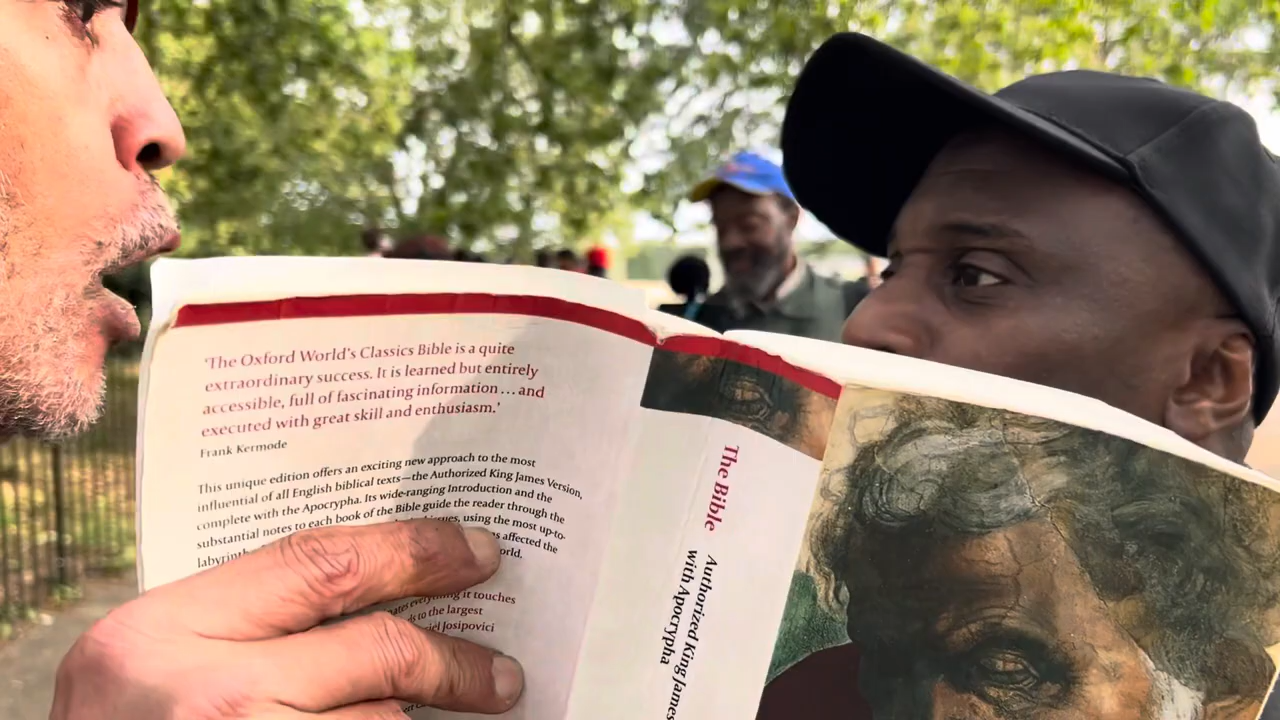 'The Oxford World's Classics Bible is a quite
extraordinary success. It is learned but entirely
accessible, full of fascinating information ... and
executed with great skill and enthusiasm.'
Frank Kermode
This unique edition offers an exciting new approach to the most
influential of all English biblical texts—the Authorized King James Version,
complete with the Apocrypha. Its wide-ranging Introduction and the
substantial notes to each book of the Bible guide the reader through the
using the most up-to-
affected the
it touches
to the largest
Josipovici
The Bible
Authorized King James
with Apocrypha